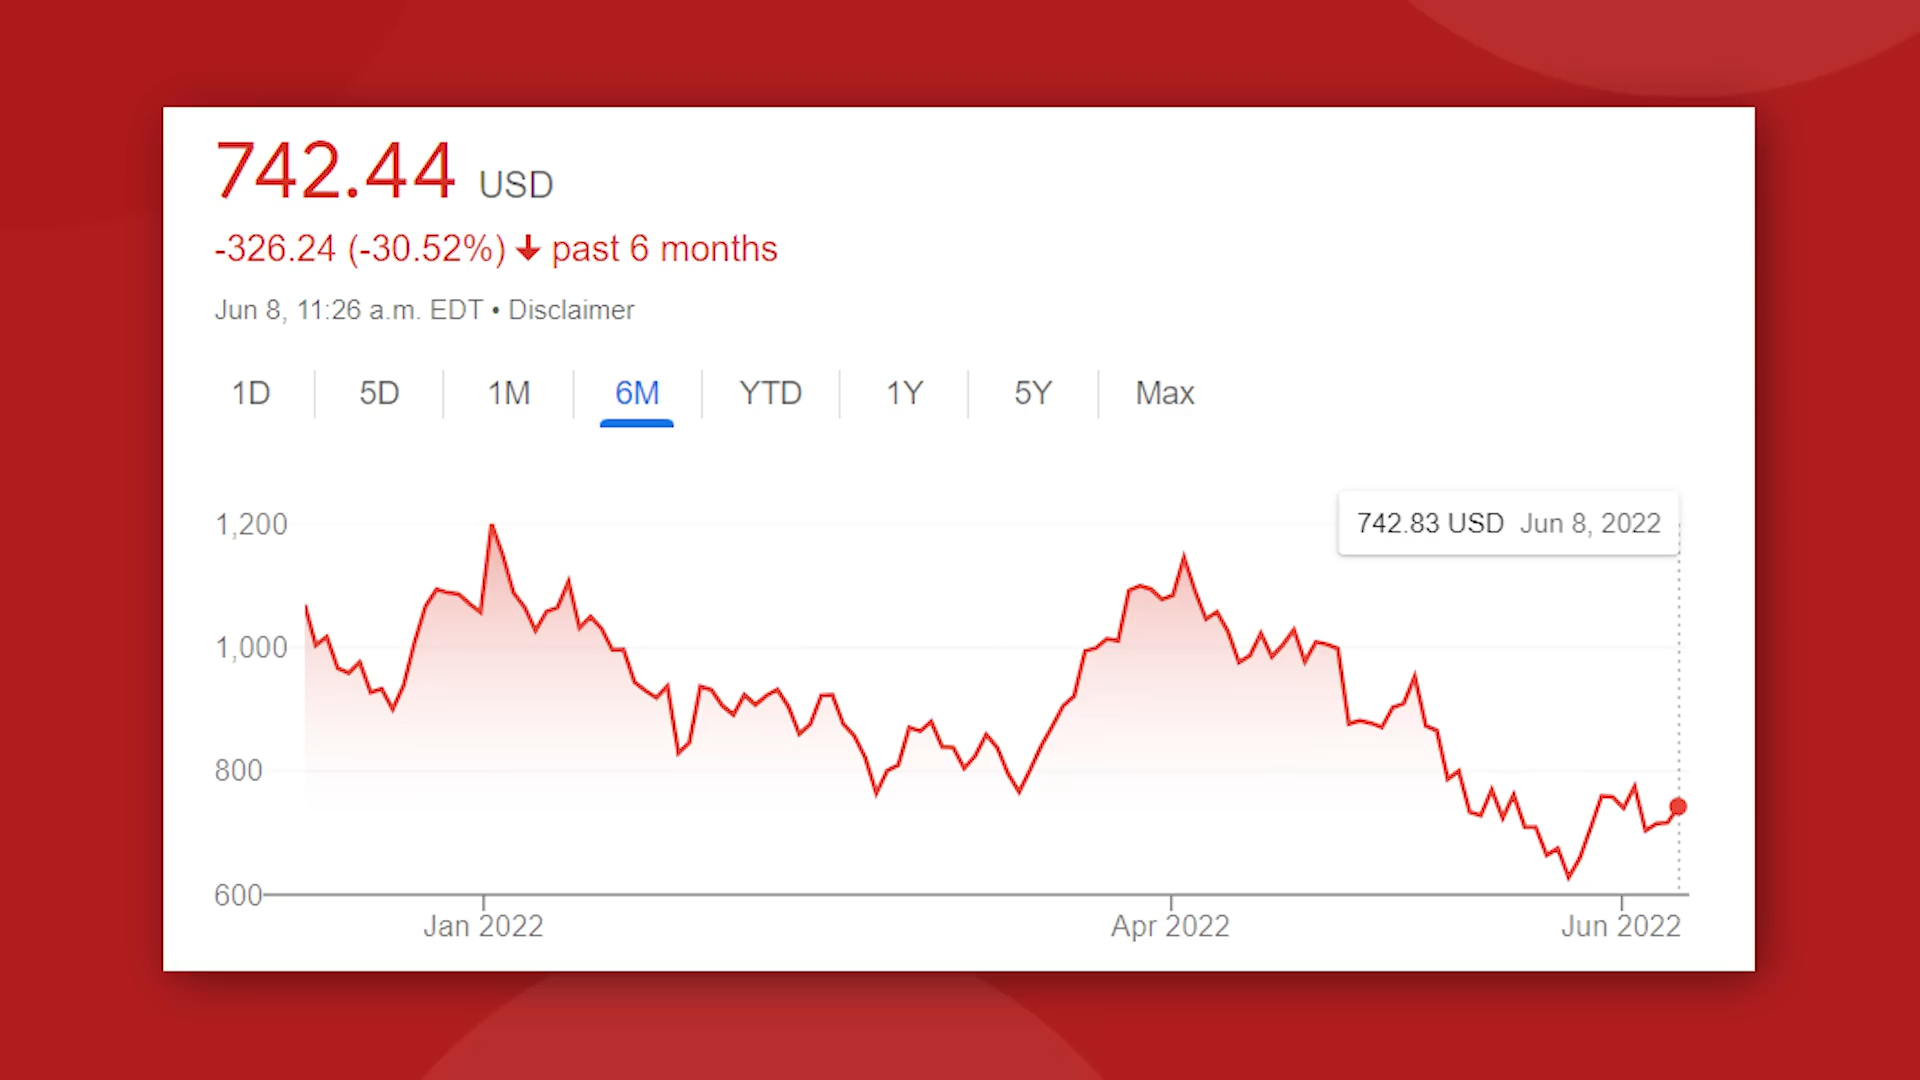 742.44 USD
-326.24 (-30.52%) ↓ past 6 months
Jun 8, 11:26 a.m. EDT • Disclaimer
1D 5D 1M 6M YTD 1Y 5Y Max
742.83 USD Jun 8, 2022
1,200
1,000
800
600
Jan 2022 Apr 2022 Jun 2022